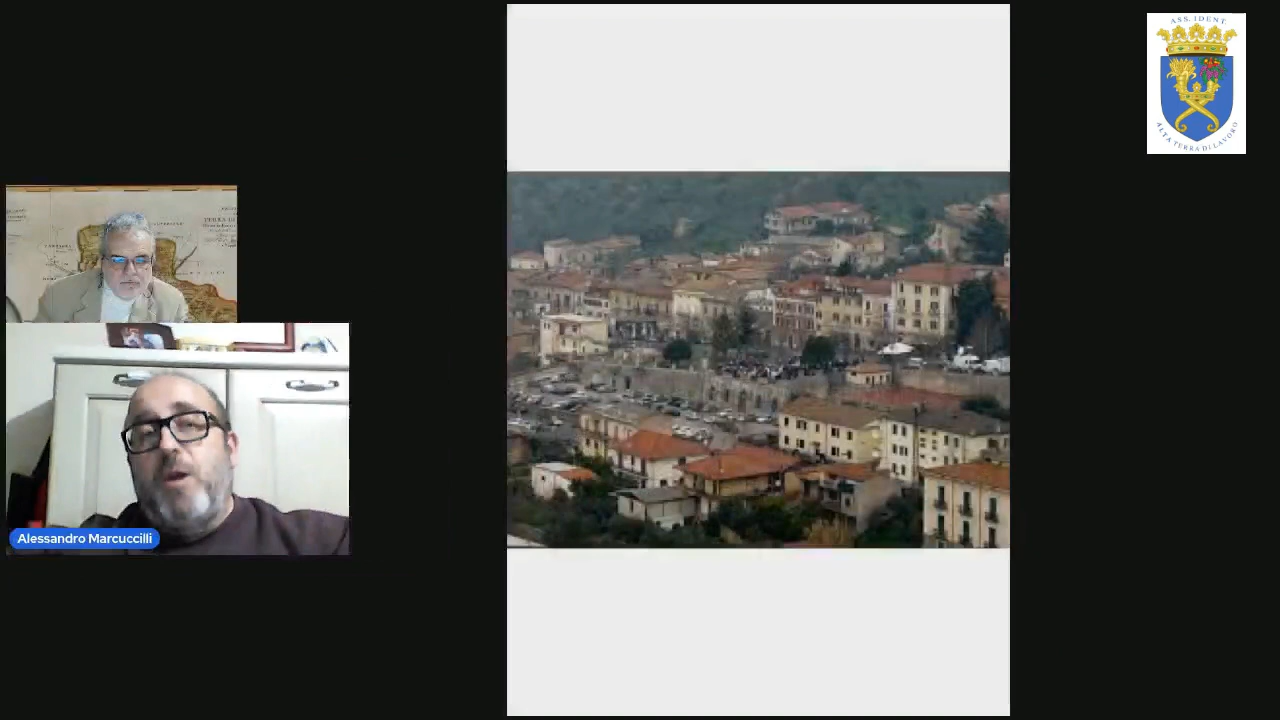 ASS. IDENT.
ALTA TERRA DI LAVORO
Alessandro Marcuccilli